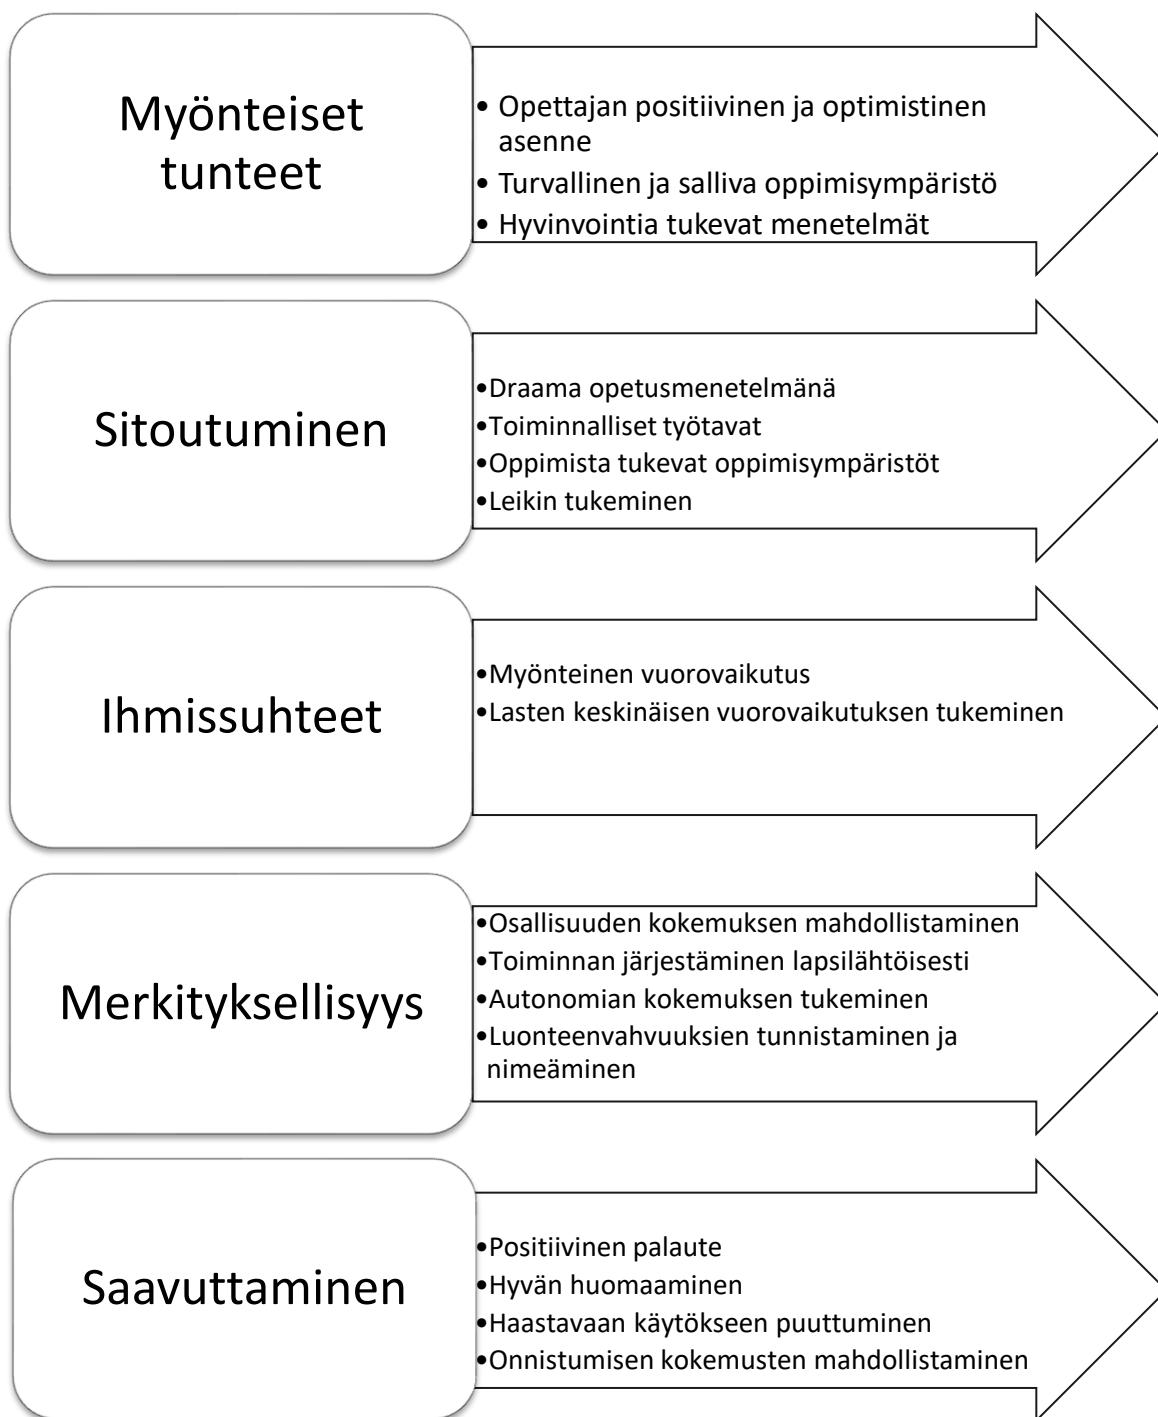 Myönteiset
tunteet
• Opettajan positiivinen ja optimistinen
asenne
• Turvallinen ja salliva oppimisympäristö
• Hyvinvointia tukevat menetelmät
Sitoutuminen
•Draama opetusmenetelmänä
•Toiminnalliset työtavat
•Oppimista tukevat oppimisympäristöt
•Leikin tukeminen
Ihmissuhteet
•Myönteinen vuorovaikutus
•Lasten keskinäisen vuorovaikutuksen tukeminen
Merkityksellisyys
•Osallisuuden kokemuksen mahdollistaminen
•Toiminnan järjestäminen lapsilähtöisesti
•Autonomian kokemuksen tukeminen
•Luonteenvahvuuksien tunnistaminen ja
nimeäminen
Saavuttaminen
•Positiivinen palaute
•Hyvän huomaaminen
•Haastavaan käytökseen puuttuminen
•Onnistumisen kokemusten mahdollistaminen